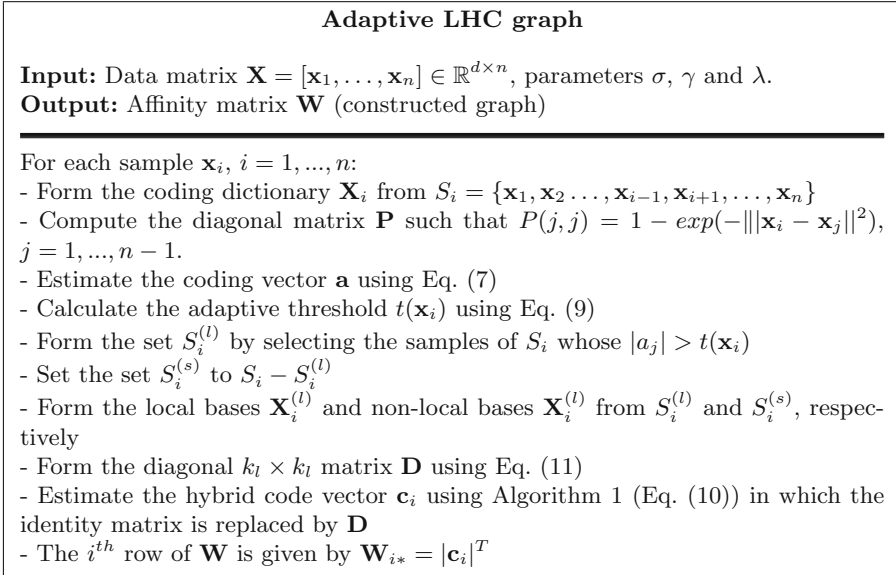 Adaptive LHC graph
Input: Data matrix X = [x₁, . . . , xₙ] ∈ ℝ^{d×n}, parameters σ, γ and λ.
Output: Affinity matrix W (constructed graph)
For each sample xᵢ, i = 1, ..., n:
- Form the coding dictionary Xᵢ from Sᵢ = {x₁, x₂ . . . , xᵢ₋₁, xᵢ₊₁, . . . , xₙ}
- Compute the diagonal matrix P such that P(j, j) = 1 − exp(−‖||xᵢ − xⱼ||²),
j = 1, ..., n − 1.
- Estimate the coding vector a using Eq. (7)
- Calculate the adaptive threshold t(xᵢ) using Eq. (9)
- Form the set Sᵢ^{(l)} by selecting the samples of Sᵢ whose |aⱼ| > t(xᵢ)
- Set the set Sᵢ^{(s)} to Sᵢ − Sᵢ^{(l)}
- Form the local bases Xᵢ^{(l)} and non-local bases Xᵢ^{(l)} from Sᵢ^{(l)} and Sᵢ^{(s)}, respec-
tively
- Form the diagonal kₗ × kₗ matrix D using Eq. (11)
- Estimate the hybrid code vector cᵢ using Algorithm 1 (Eq. (10)) in which the
identity matrix is replaced by D
- The i^{th} row of W is given by W_{i*} = |cᵢ|^T